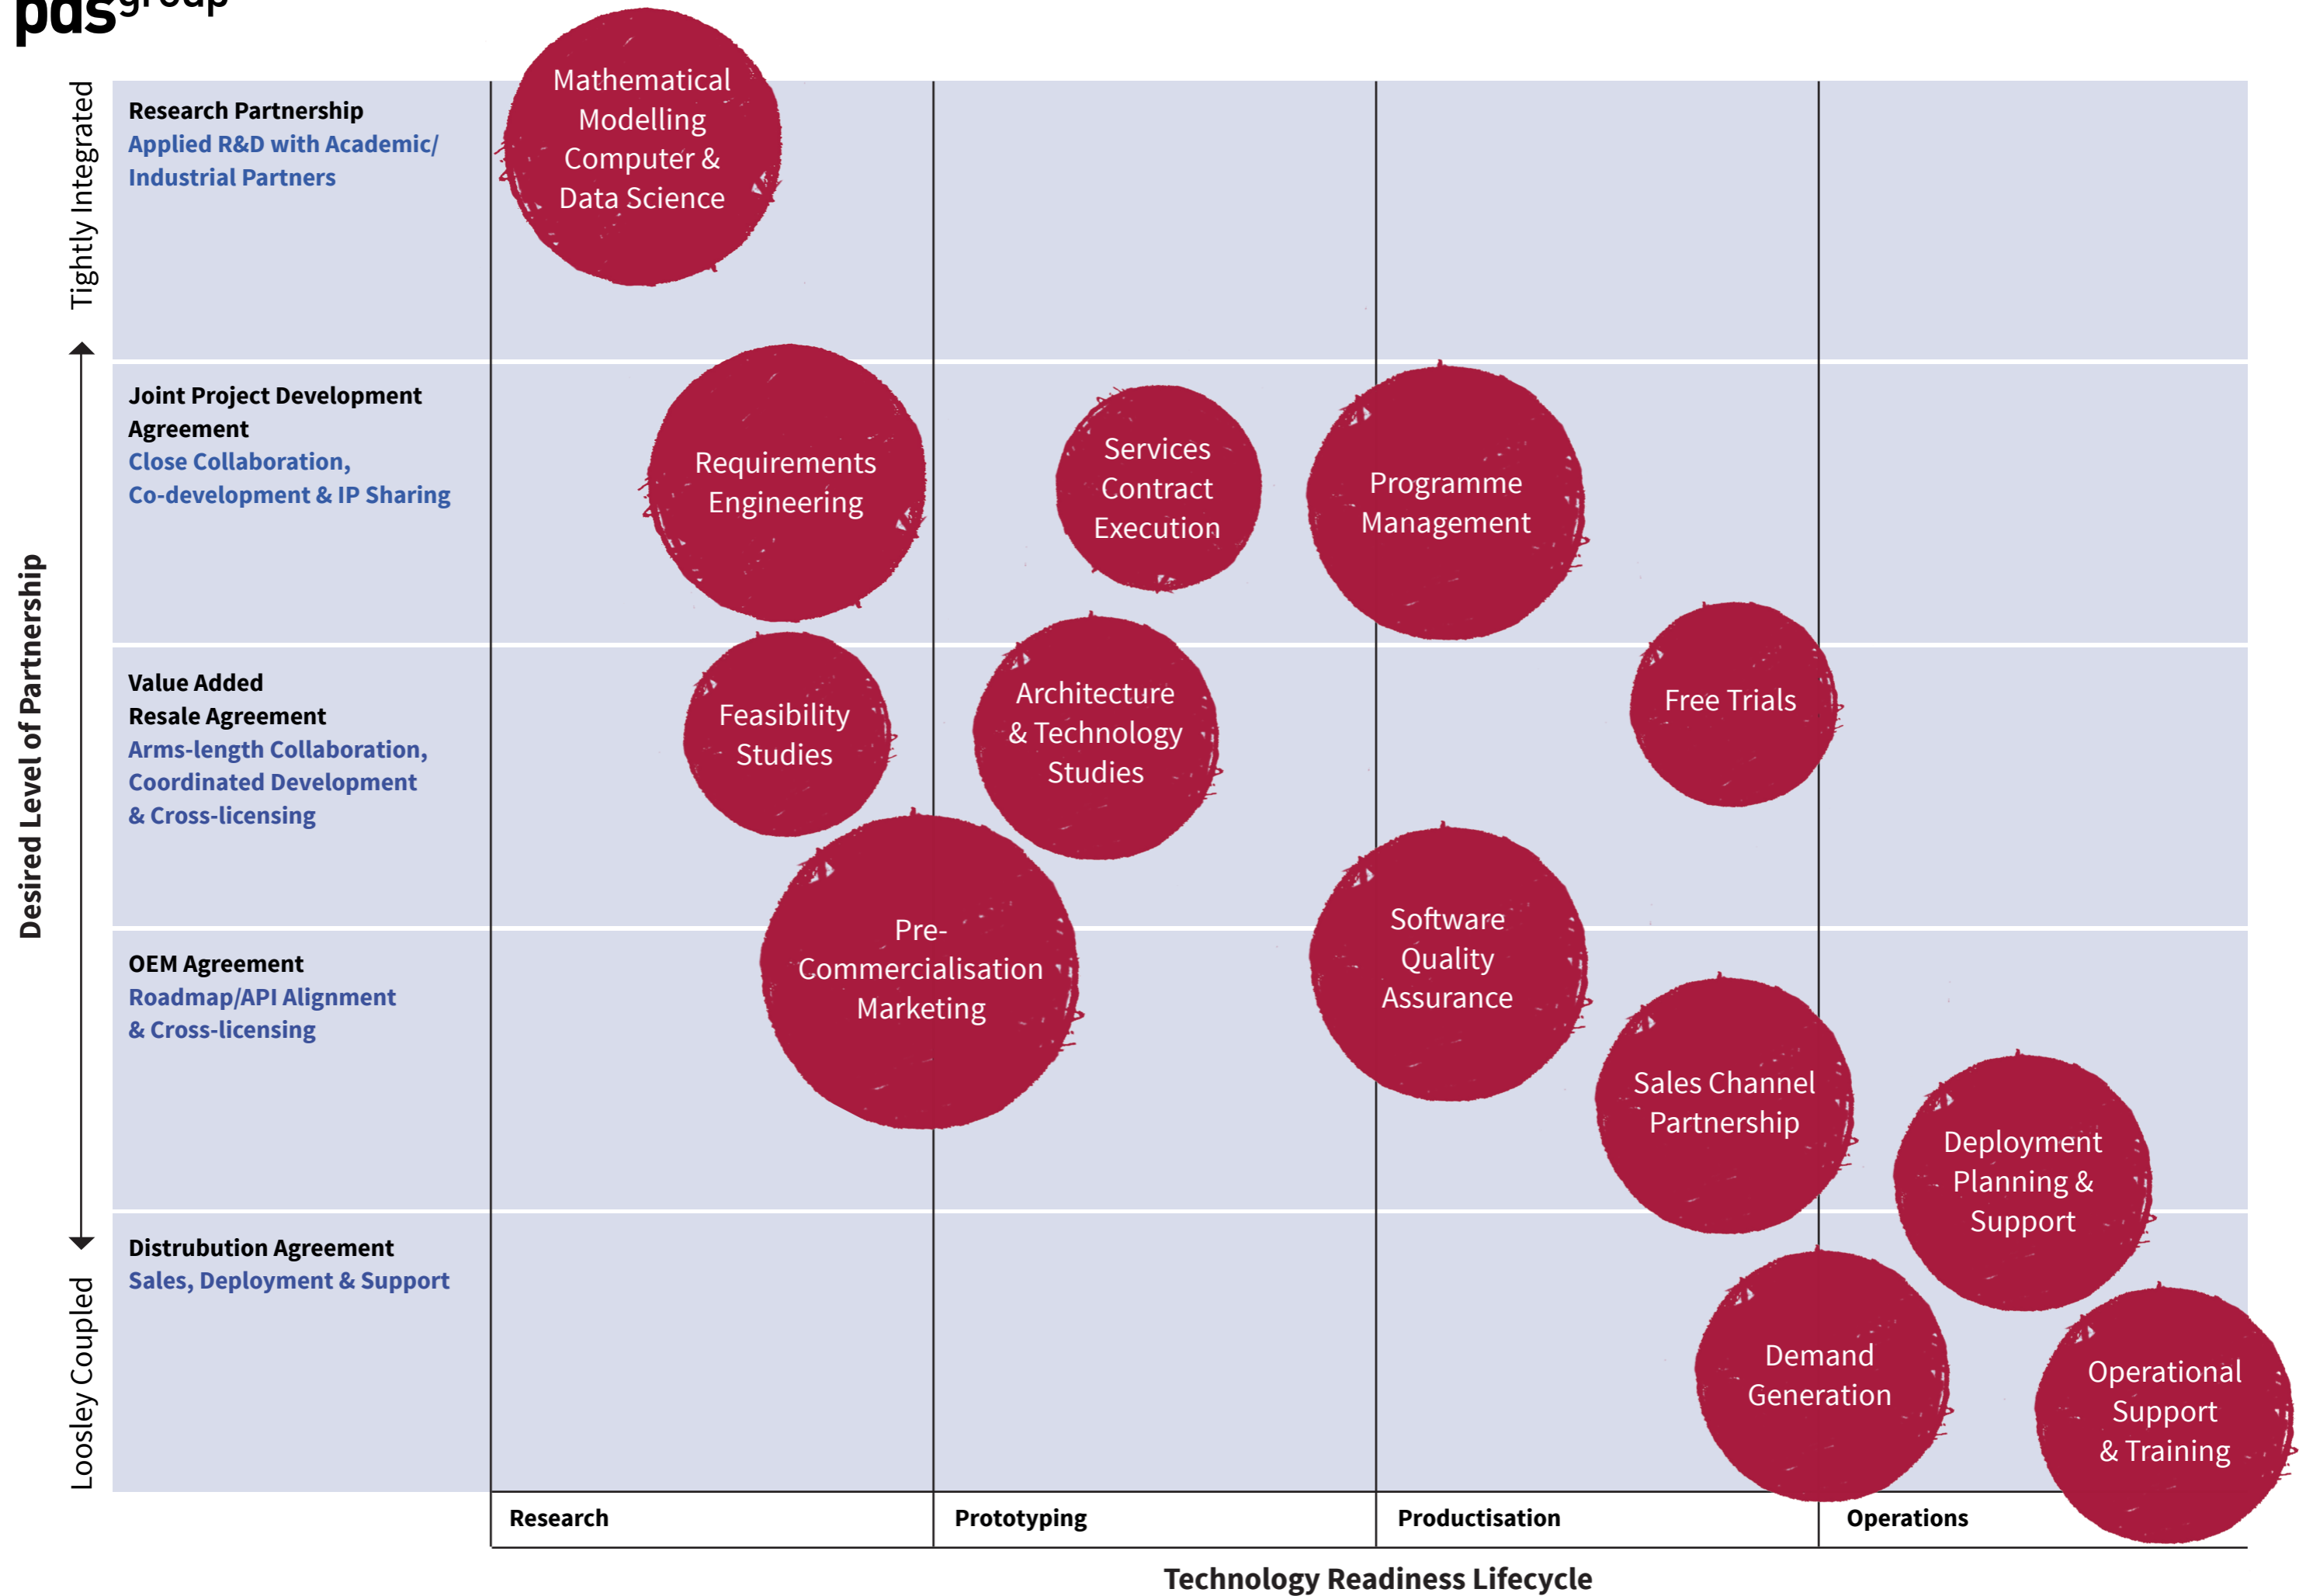 pds group
Tightly Integrated
Desired Level of Partnership
Loosley Coupled
Research Partnership
Applied R&D with Academic/
Industrial Partners
Mathematical
Modelling
Computer &
Data Science
Joint Project Development
Agreement
Close Collaboration,
Co-development & IP Sharing
Requirements
Engineering
Services
Contract
Execution
Programme
Management
Value Added
Resale Agreement
Arms-length Collaboration,
Coordinated Development
& Cross-licensing
Feasibility
Studies
Architecture
& Technology
Studies
Free Trials
OEM Agreement
Roadmap/API Alignment
& Cross-licensing
Pre-
Commercialisation
Marketing
Software
Quality
Assurance
Sales Channel
Partnership
Deployment
Planning &
Support
Distrubution Agreement
Sales, Deployment & Support
Demand
Generation
Operational
Support
& Training
Research
Prototyping
Productisation
Operations
Technology Readiness Lifecycle